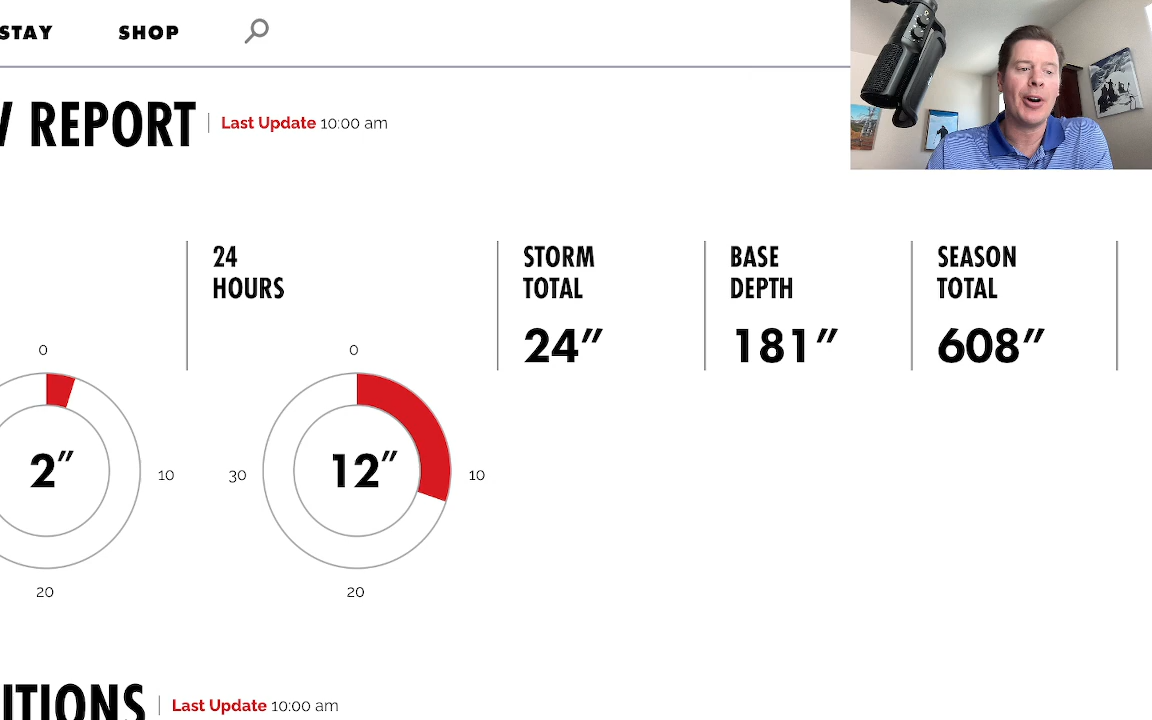 STAY SHOP
REPORT Last Update 10:00 am
24
HOURS
STORM
TOTAL
24”
BASE
DEPTH
181”
SEASON
TOTAL
608”
0
2”
10
20
0
30
12”
10
20
ITIONS Last Update 10:00 am